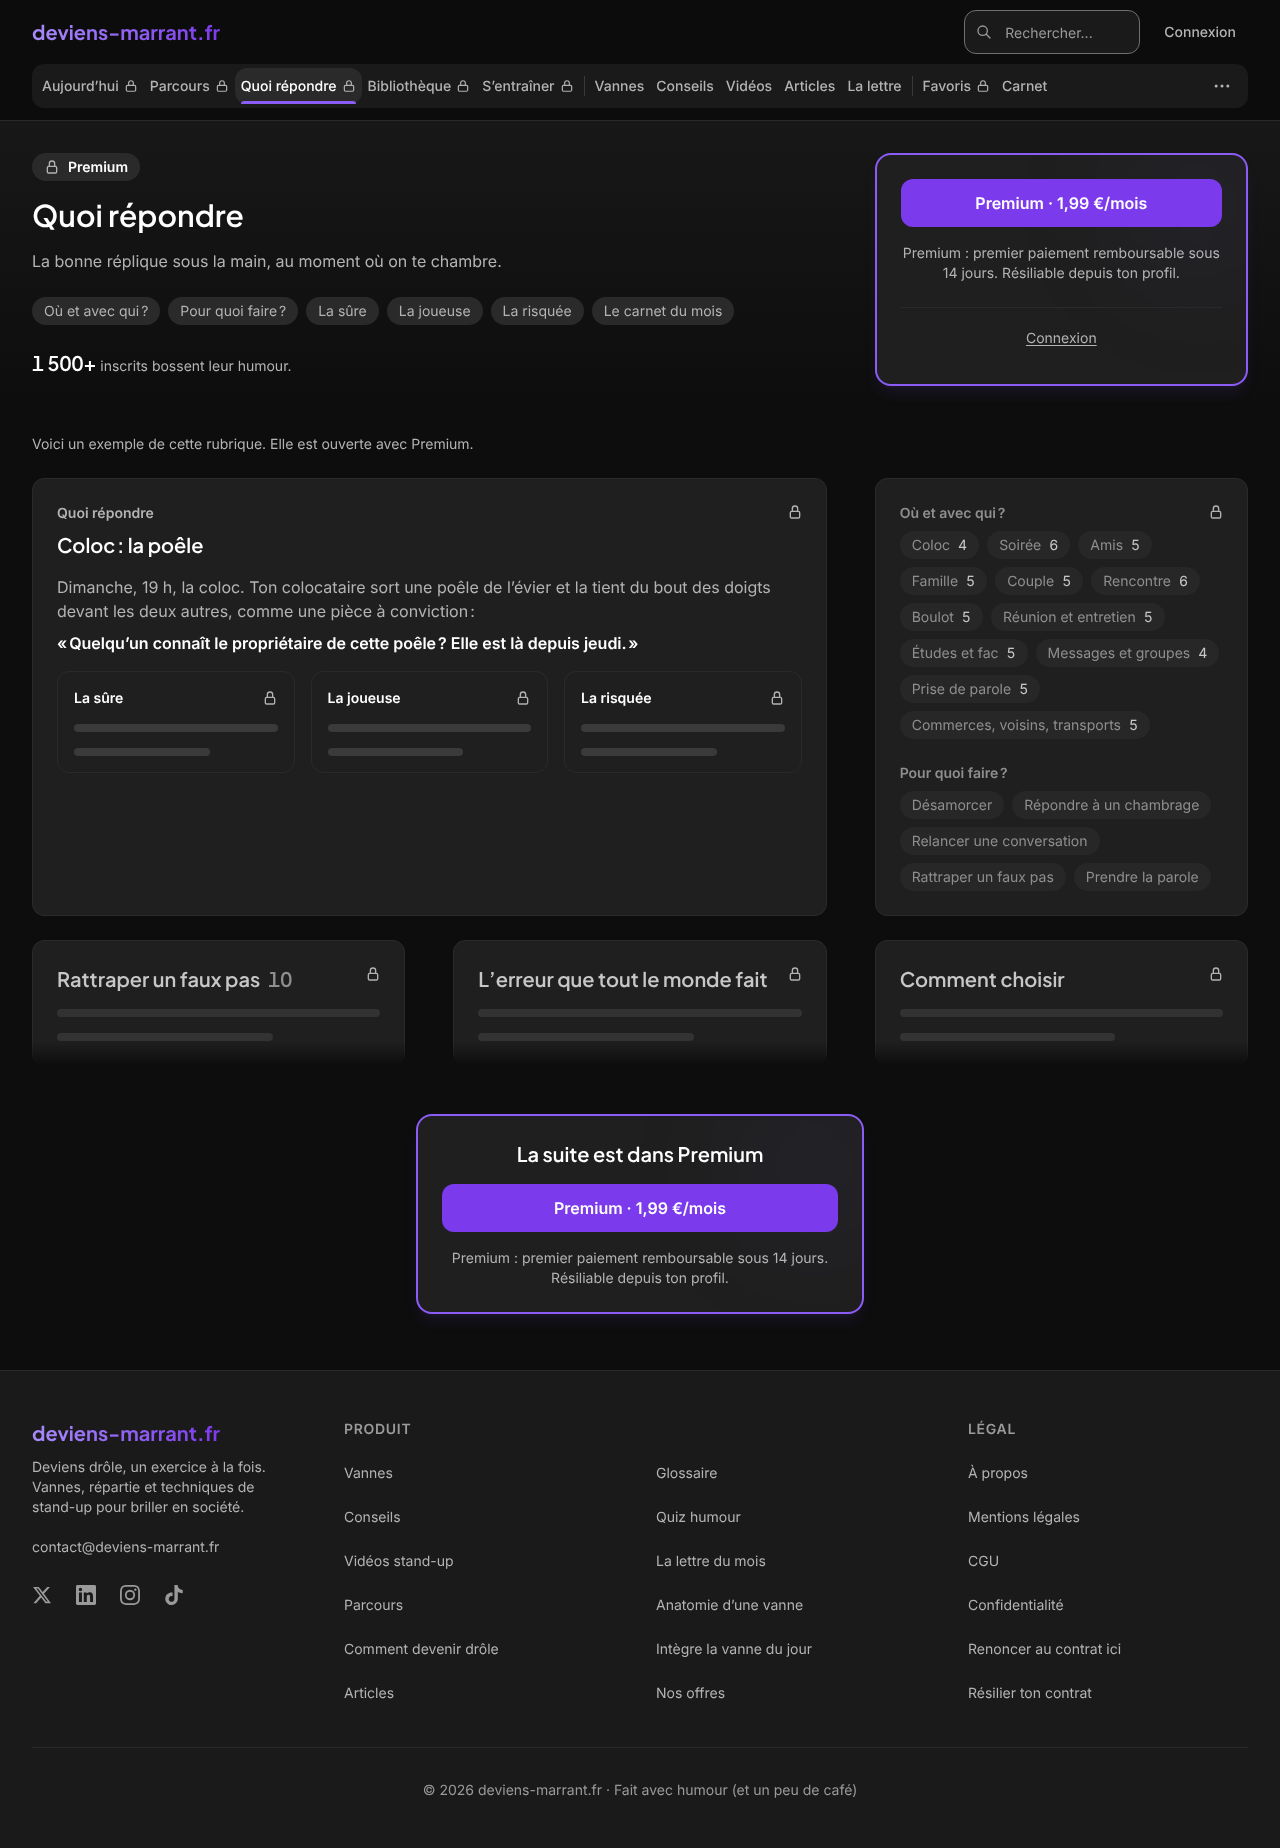 deviens-marrant.fr
Rechercher...
Connexion
Aujourd’hui
Parcours
Quoi répondre
Bibliothèque
S’entraîner
Vannes
Conseils
Vidéos
Articles
La lettre
Favoris
Carnet
Premium
Quoi répondre
La bonne réplique sous la main, au moment où on te chambre.
Où et avec qui ?
Pour quoi faire ?
La sûre
La joueuse
La risquée
Le carnet du mois
1 500+ inscrits bossent leur humour.
Premium · 1,99 €/mois
Premium : premier paiement remboursable sous
14 jours. Résiliable depuis ton profil.
Connexion
Voici un exemple de cette rubrique. Elle est ouverte avec Premium.
Quoi répondre
Coloc : la poêle
Dimanche, 19 h, la coloc. Ton colocataire sort une poêle de l’évier et la tient du bout des doigts
devant les deux autres, comme une pièce à conviction :
« Quelqu’un connaît le propriétaire de cette poêle ? Elle est là depuis jeudi. »
La sûre
La joueuse
La risquée
Où et avec qui ?
Coloc 4
Soirée 6
Amis 5
Famille 5
Couple 5
Rencontre 6
Boulot 5
Réunion et entretien 5
Études et fac 5
Messages et groupes 4
Prise de parole 5
Commerces, voisins, transports 5
Pour quoi faire ?
Désamorcer
Répondre à un chambrage
Relancer une conversation
Rattraper un faux pas
Prendre la parole
Rattraper un faux pas 10
L’erreur que tout le monde fait
Comment choisir
La suite est dans Premium
Premium · 1,99 €/mois
Premium : premier paiement remboursable sous 14 jours.
Résiliable depuis ton profil.
deviens-marrant.fr
Deviens drôle, un exercice à la fois.
Vannes, répartie et techniques de
stand-up pour briller en société.
contact@deviens-marrant.fr
PRODUIT
Vannes
Conseils
Vidéos stand-up
Parcours
Comment devenir drôle
Articles
Glossaire
Quiz humour
La lettre du mois
Anatomie d’une vanne
Intègre la vanne du jour
Nos offres
LÉGAL
À propos
Mentions légales
CGU
Confidentialité
Renoncer au contrat ici
Résilier ton contrat
© 2026 deviens-marrant.fr · Fait avec humour (et un peu de café)